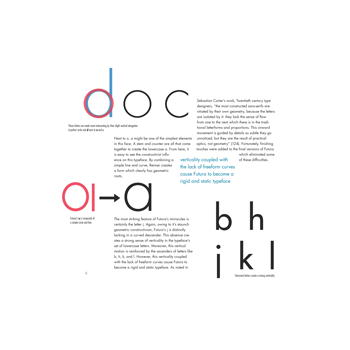 d o c
Sebastian Carter's work, Twentieth century type
designers, "the most constructed sans-serifs are
vitiated by their own geometry, because the letters
are isolated by it: they lack the sense of flow
from one to the next which there is in the tradi-
tional letterforms and proportions. This onward
movement is guided by details so subtle they go
unnoticed, but they are the result of practical
optics, not geometry" (124). Fortunately, finishing
touches were added to the final versions of Futura
which eliminated some
of these difficulties.
Next to o, a might be one of the simplest elements
in this face. A stem and counter are all that come
together to create the lowercase a. From here, it
is easy to see the constructivist influ-
ence on this typeface. By combining a
simple line and curve, Renner creates
a form which clearly has geometric
roots.
verticality coupled with
the lack of freeform curves
cause Futura to become a
rigid and static typeface
a → a
The most striking feature of Futura's minuscules is
certainly the letter j. Again, owing to it's staunch
geometric constructivism, Futura's j is distinctly
lacking in a curved descender. This absence cre-
ates a strong sense of verticality in the typeface's
set of lowercase letters. Moreover, this vertical
motion is reinforced by the ascenders of letters like
b, h, k, and l. However, this verticality coupled
with the lack of freeform curves cause Futura to
become a rigid and static typeface. As noted in
b h
j k l